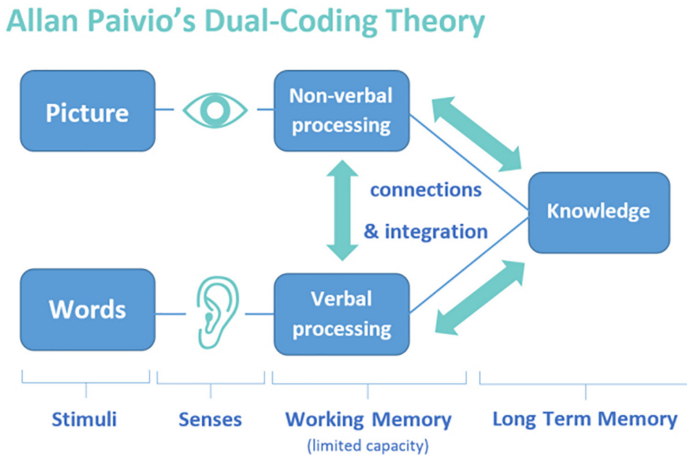 Allan Paivio's Dual-Coding Theory
Picture
Non-verbal
processing
connections
& integration
Knowledge
Words
Verbal
processing
Stimuli
Senses
Working Memory
(limited capacity)
Long Term Memory